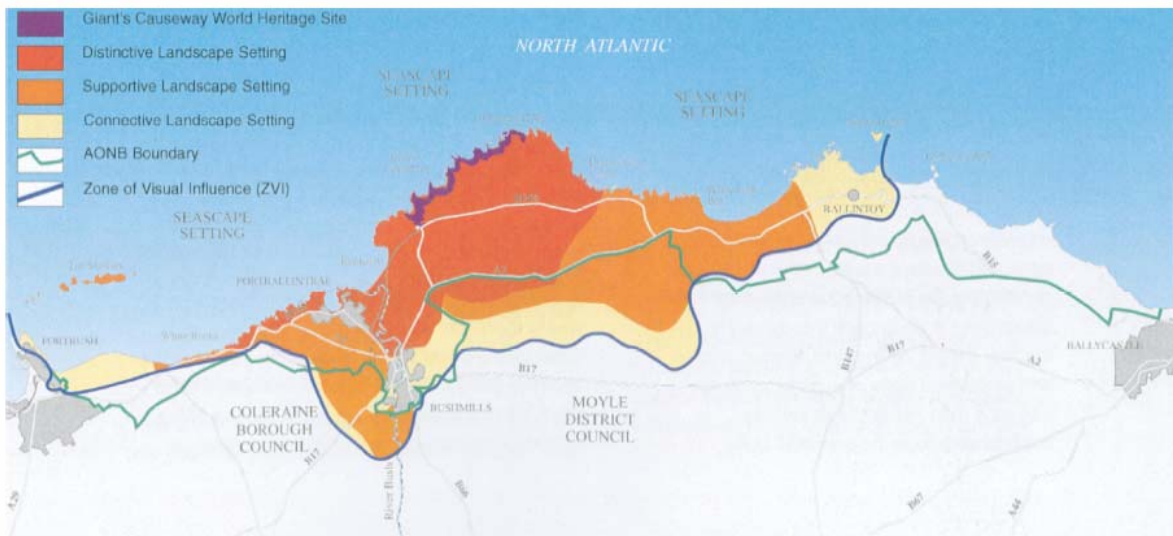 Giant's Causeway World Heritage Site
Distinctive Landscape Setting
Supportive Landscape Setting
Connective Landscape Setting
AONB Boundary
Zone of Visual Influence (ZVI)
NORTH ATLANTIC
SEASCAPE
SETTING
SEASCAPE
SETTING
SEASCAPE
SETTING
BALLINTOY
PORTBALLINTRAE
PORTRUSH
White Rocks
A2
B15
B147
B17
A2
BALLYCASTLE
B17
BUSHMILLS
MOYLE
DISTRICT
COUNCIL
COLERAINE
BOROUGH
COUNCIL
B17
River Bush
B66
A29
B67
A44